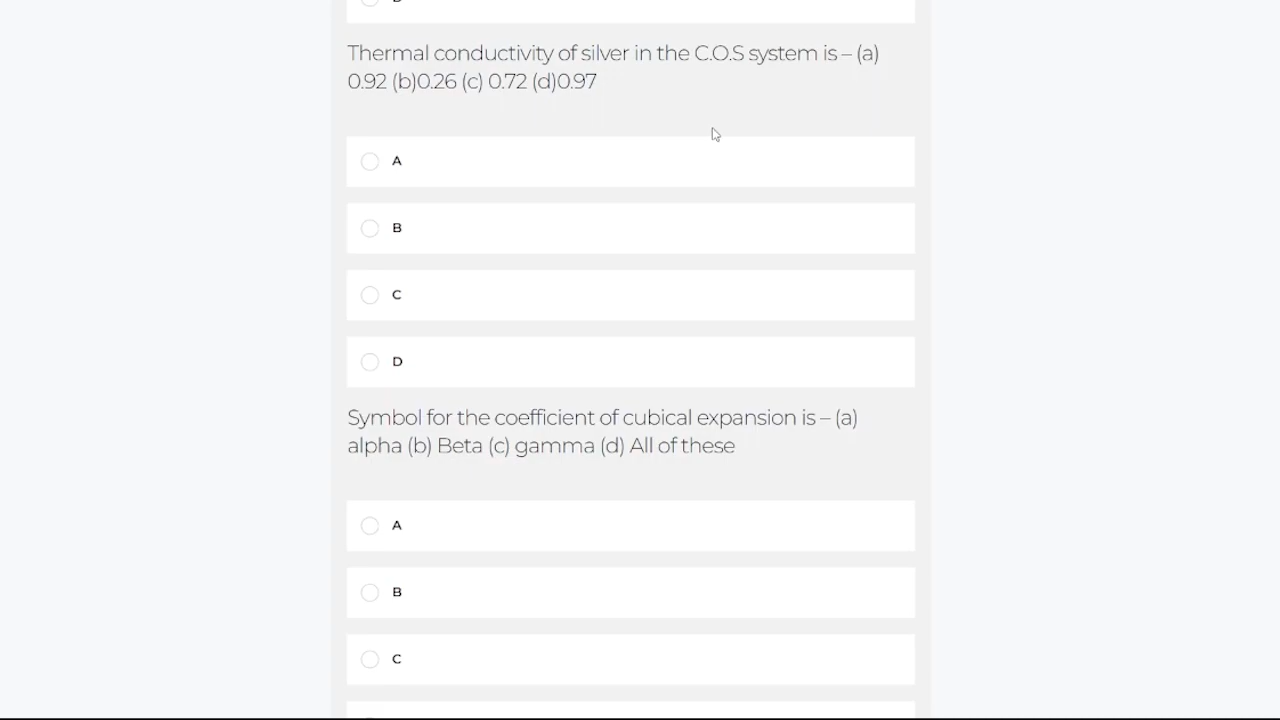 Thermal conductivity of silver in the C.O.S system is – (a)
0.92 (b)0.26 (c) 0.72 (d)0.97
A
B
C
D
Symbol for the coefficient of cubical expansion is – (a)
alpha (b) Beta (c) gamma (d) All of these
A
B
C